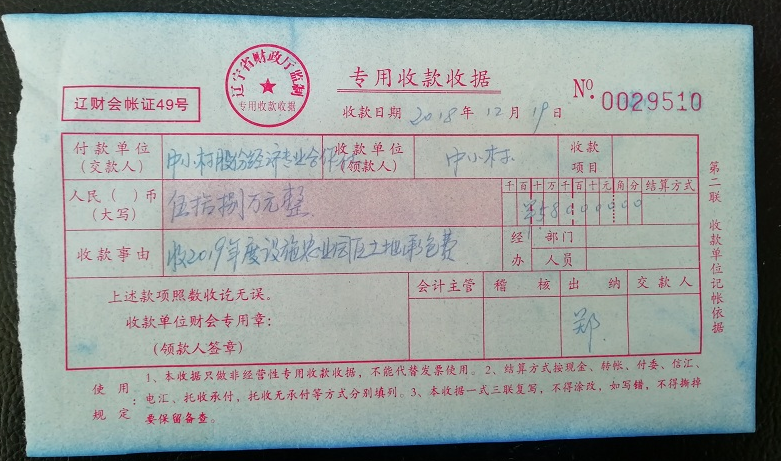 专用收款收据
辽宁省财政厅监制
专用收款收据
辽财会帐证49号
收款日期 2018 年 12 月 19 日
No. 0029510
付款单位(交款人) 中小村股份经济专业合作社 收款单位(领款人) 中小村 收款项目
人民( )币(大写) 伍拾捌万元整 千百十万千百十元角分 结算方式
¥58000000
收款事由 收2019年度设施农业园区土地承包费 经办 部门 人员
上述款项照数收讫无误。 会计主管 稽核 出纳 交款人
收款单位财会专用章: 郑
(领款人签章)
第二联 收款单位记帐依据
使用规定: 1、本收据只做非经营性专用收款收据,不能代替发票使用。2、结算方式按现金、转帐、付委、信汇、
电汇、托收承付,托收无承付等方式分别填列。3、本收据一式三联复写,不得涂改,如写错,不得撕掉
要保留备查。